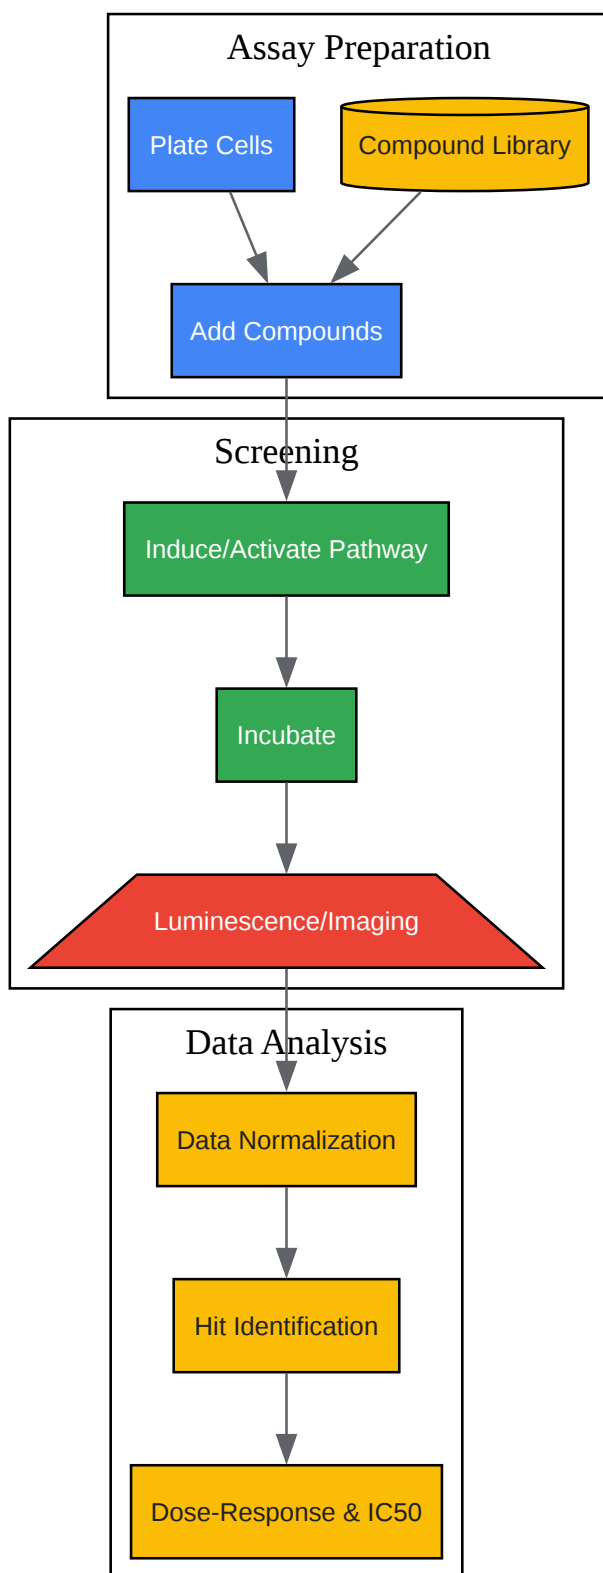 Assay Preparation
Plate Cells
Compound Library
Add Compounds
Screening
Induce/Activate Pathway
Incubate
Luminescence/Imaging
Data Analysis
Data Normalization
Hit Identification
Dose-Response & IC50